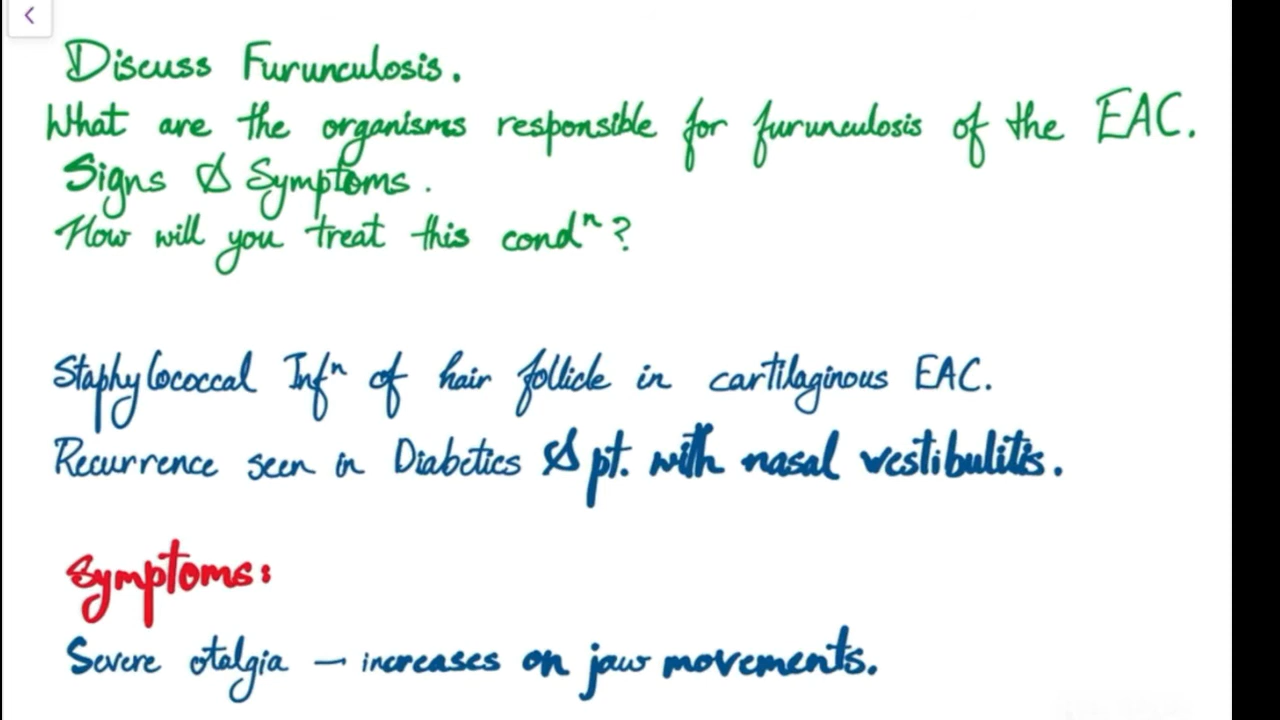 Discuss Furunculosis.
What are the organisms responsible for furunculosis of the EAC.
Signs & Symptoms.
How will you treat this condⁿ?
Staphylococcal Infⁿ of hair follicle in cartilaginous EAC.
Recurrence seen in Diabetics & pt. with nasal vestibulitis.
Symptoms:
Severe otalgia — increases on jaw movements.